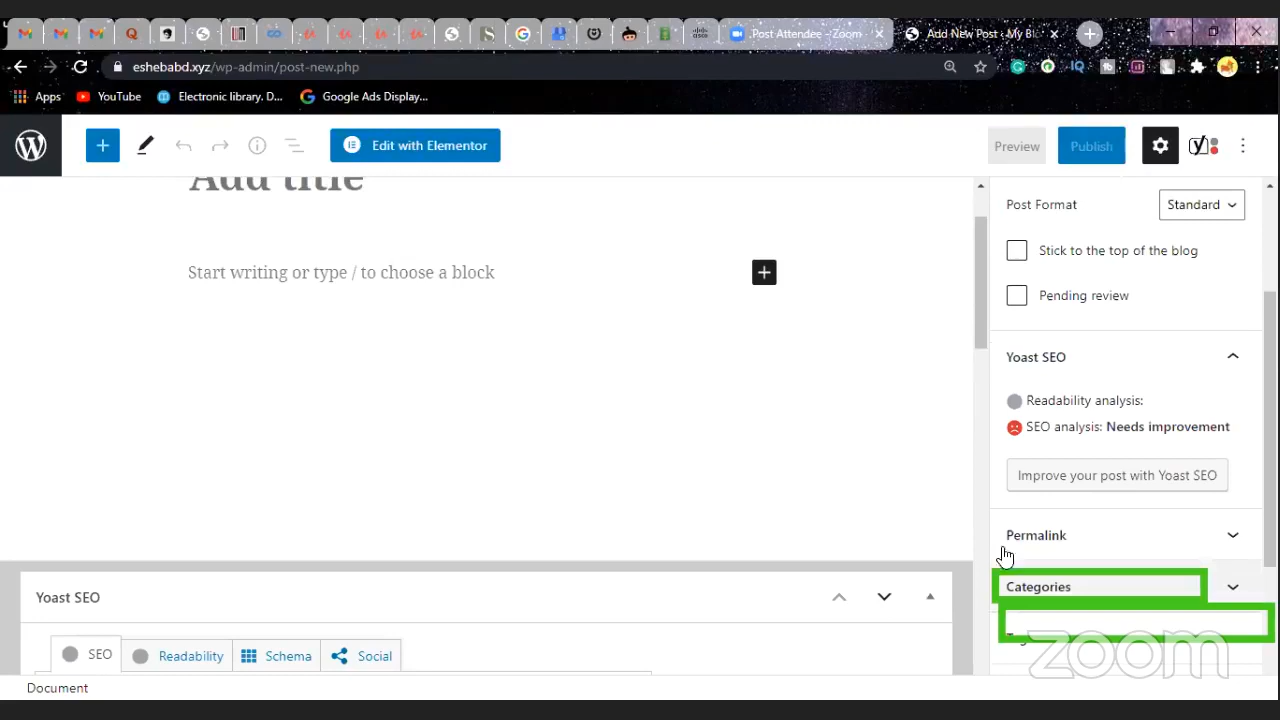 Post Attendee - Zoom
Add New Post ‹ My Bl
eshebabd.xyz/wp-admin/post-new.php
Apps
YouTube
Electronic library. D...
Google Ads Display...
Edit with Elementor
Preview
Publish
Add title
Post Format
Standard
Start writing or type / to choose a block
Stick to the top of the blog
Pending review
Yoast SEO
Readability analysis:
SEO analysis: Needs improvement
Improve your post with Yoast SEO
Permalink
Categories
Yoast SEO
SEO
Readability
Schema
Social
zoom
Document